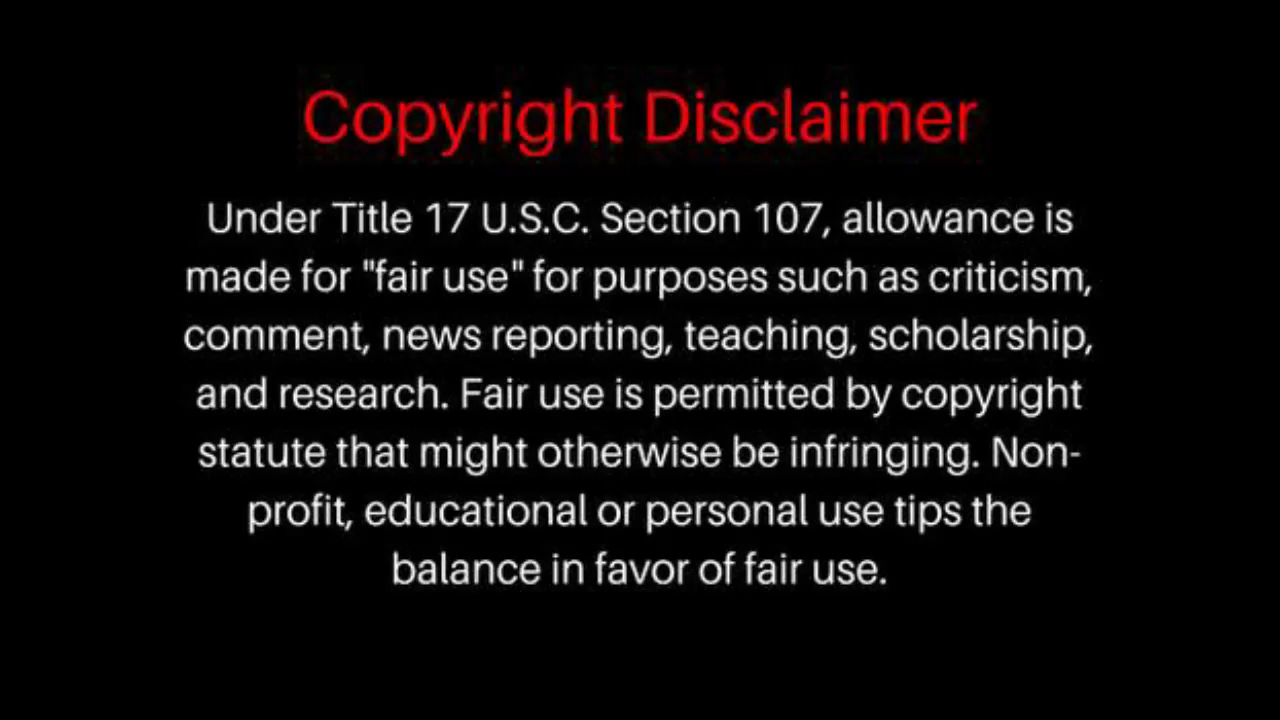 Copyright Disclaimer
Under Title 17 U.S.C. Section 107, allowance is
made for "fair use" for purposes such as criticism,
comment, news reporting, teaching, scholarship,
and research. Fair use is permitted by copyright
statute that might otherwise be infringing. Non-
profit, educational or personal use tips the
balance in favor of fair use.